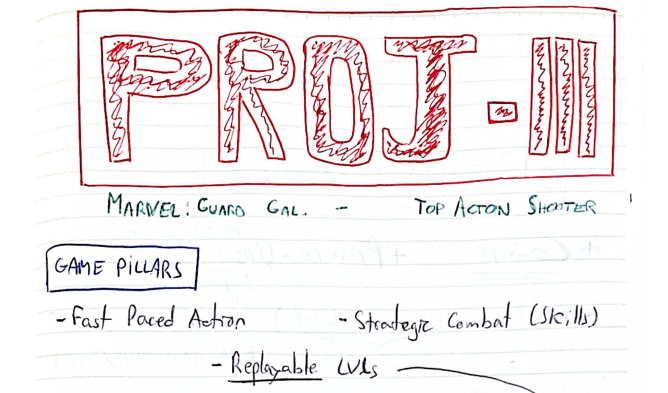 PROJ-III
MARVEL: GUARD GAL. - TOP ACTON SHOOTER
GAME PILLARS
- Fast Paced Action - Strategic Combat (Skills)
- Replayable LVLs